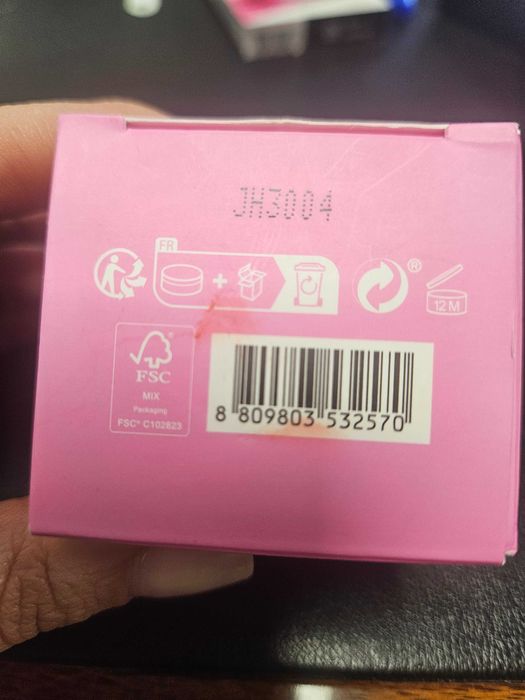 JH3004
FR
®
12 M
FSC
MIX
Packaging
FSC® C102823
8 809803 532570